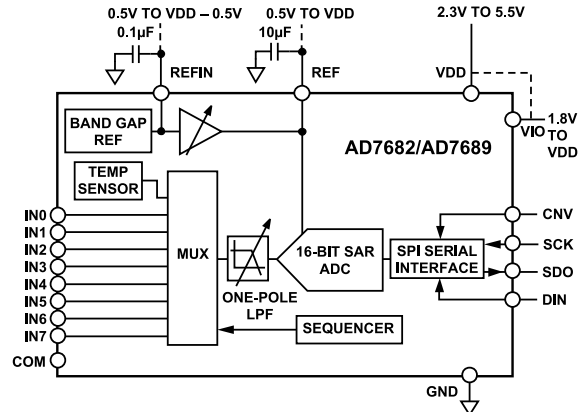 0.5V TO VDD – 0.5V
0.5V TO VDD
2.3V TO 5.5V
0.1µF
10µF
REFIN
REF
VDD
BAND GAP
REF
VIO
1.8V
TO
VDD
AD7682/AD7689
TEMP
SENSOR
IN0
IN1
IN2
IN3
IN4
IN5
IN6
IN7
COM
MUX
ONE-POLE
LPF
16-BIT SAR
ADC
SPI SERIAL
INTERFACE
CNV
SCK
SDO
DIN
SEQUENCER
GND